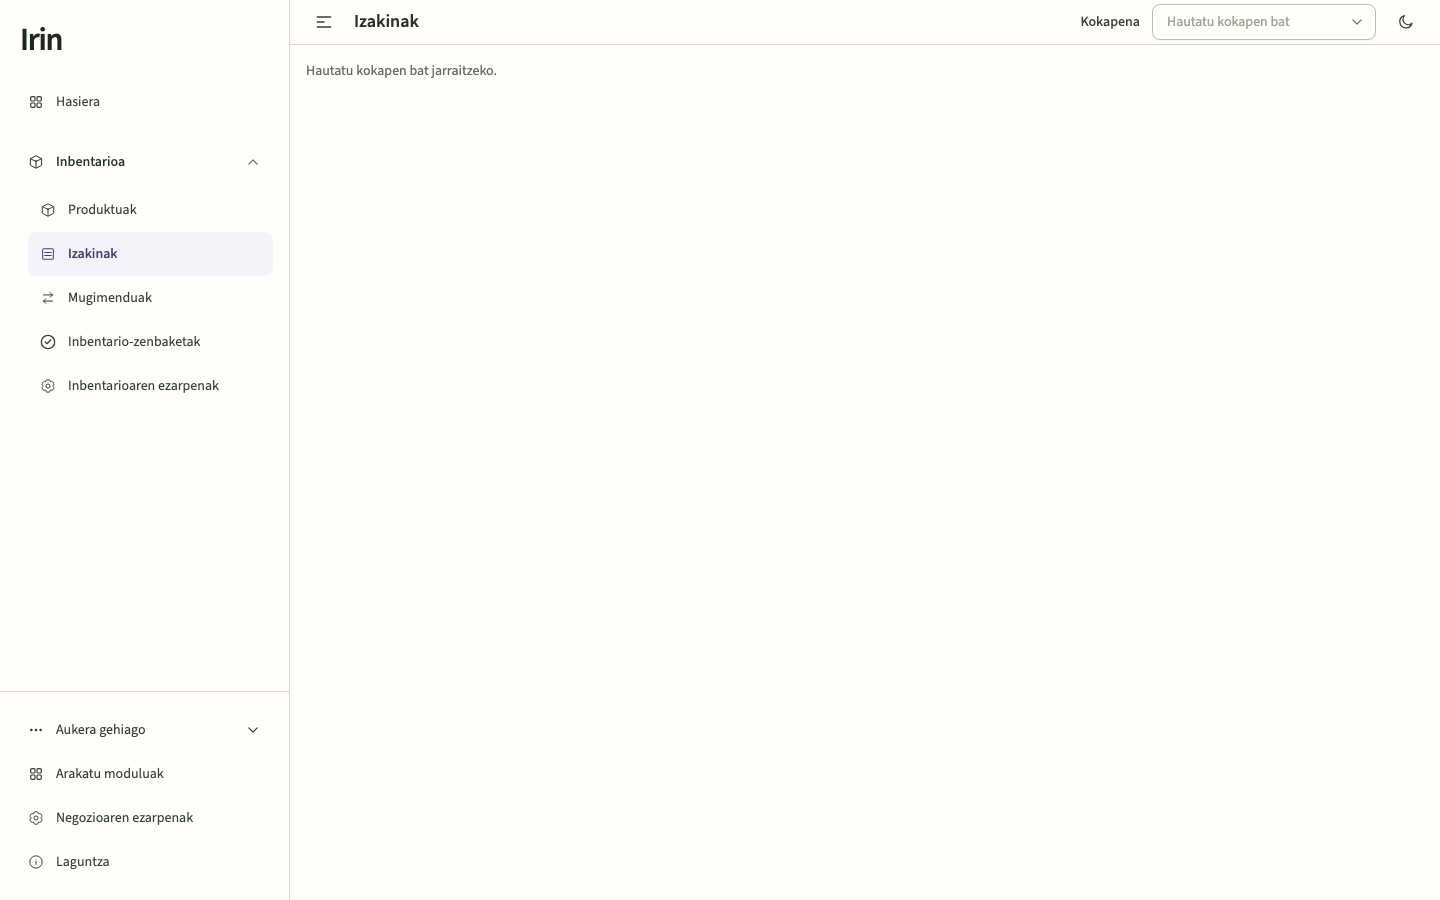 Irin
Hasiera
Inbentarioa
Produktuak
Izakinak
Mugimenduak
Inbentario-zenbaketak
Inbentarioaren ezarpenak
Aukera gehiago
Arakatu moduluak
Negozioaren ezarpenak
Laguntza
Izakinak
Kokapena
Hautatu kokapen bat
Hautatu kokapen bat jarraitzeko.